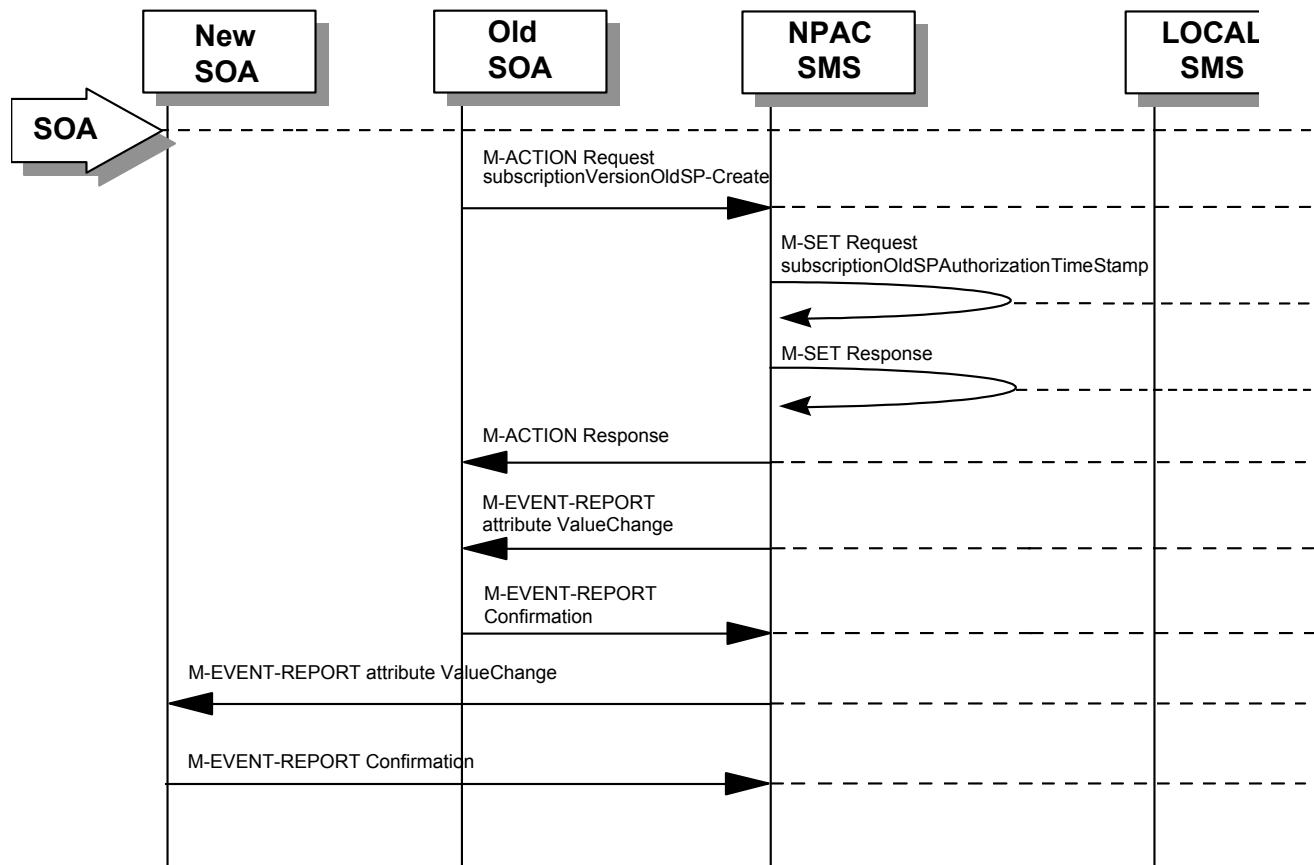 New
SOA
Old
SOA
NPAC
SMS
LOCAL
SMS
SOA
M-ACTION Request
subscriptionVersionOldSP-Create
M-SET Request
subscriptionOldSPAuthorizationTimeStamp
M-SET Response
M-ACTION Response
M-EVENT-REPORT
attribute ValueChange
M-EVENT-REPORT
Confirmation
M-EVENT-REPORT attribute ValueChange
M-EVENT-REPORT Confirmation